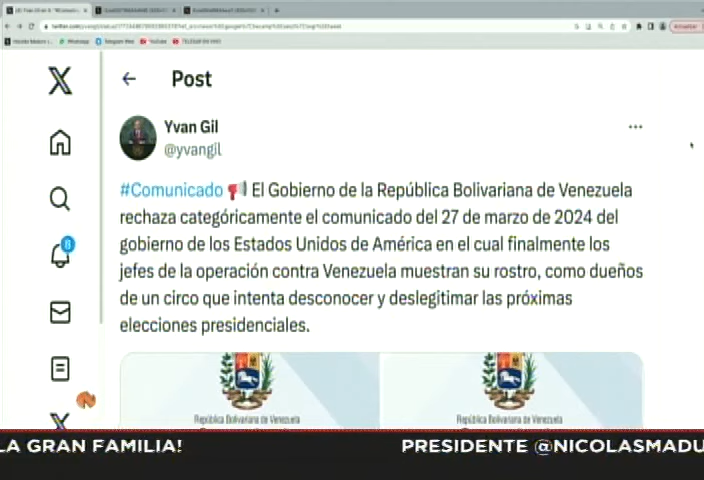 Post
Yvan Gil
@yvangil
#Comunicado 📢 El Gobierno de la República Bolivariana de Venezuela
rechaza categóricamente el comunicado del 27 de marzo de 2024 del
gobierno de los Estados Unidos de América en el cual finalmente los
jefes de la operación contra Venezuela muestran su rostro, como dueños
de un circo que intenta desconocer y deslegitimar las próximas
elecciones presidenciales.
8
República Bolivariana de Venezuela
República Bolivariana de Venezuela
LA GRAN FAMILIA! PRESIDENTE @NICOLASMADU